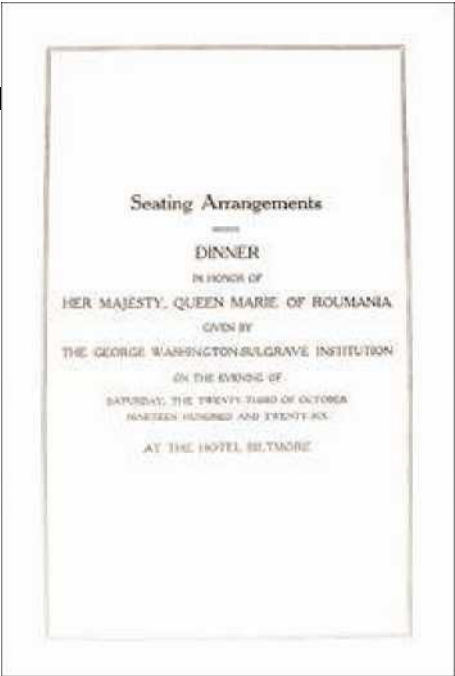 Seating Arrangements
DINNER
IN HONOR OF
HER MAJESTY, QUEEN MARIE OF ROUMANIA
GIVEN BY
THE GEORGE WASHINGTON-SULGRAVE INSTITUTION
ON THE EVENING OF
SATURDAY, THE TWENTY THIRD OF OCTOBER
NINETEEN HUNDRED AND TWENTY-SIX
AT THE HOTEL BILTMORE